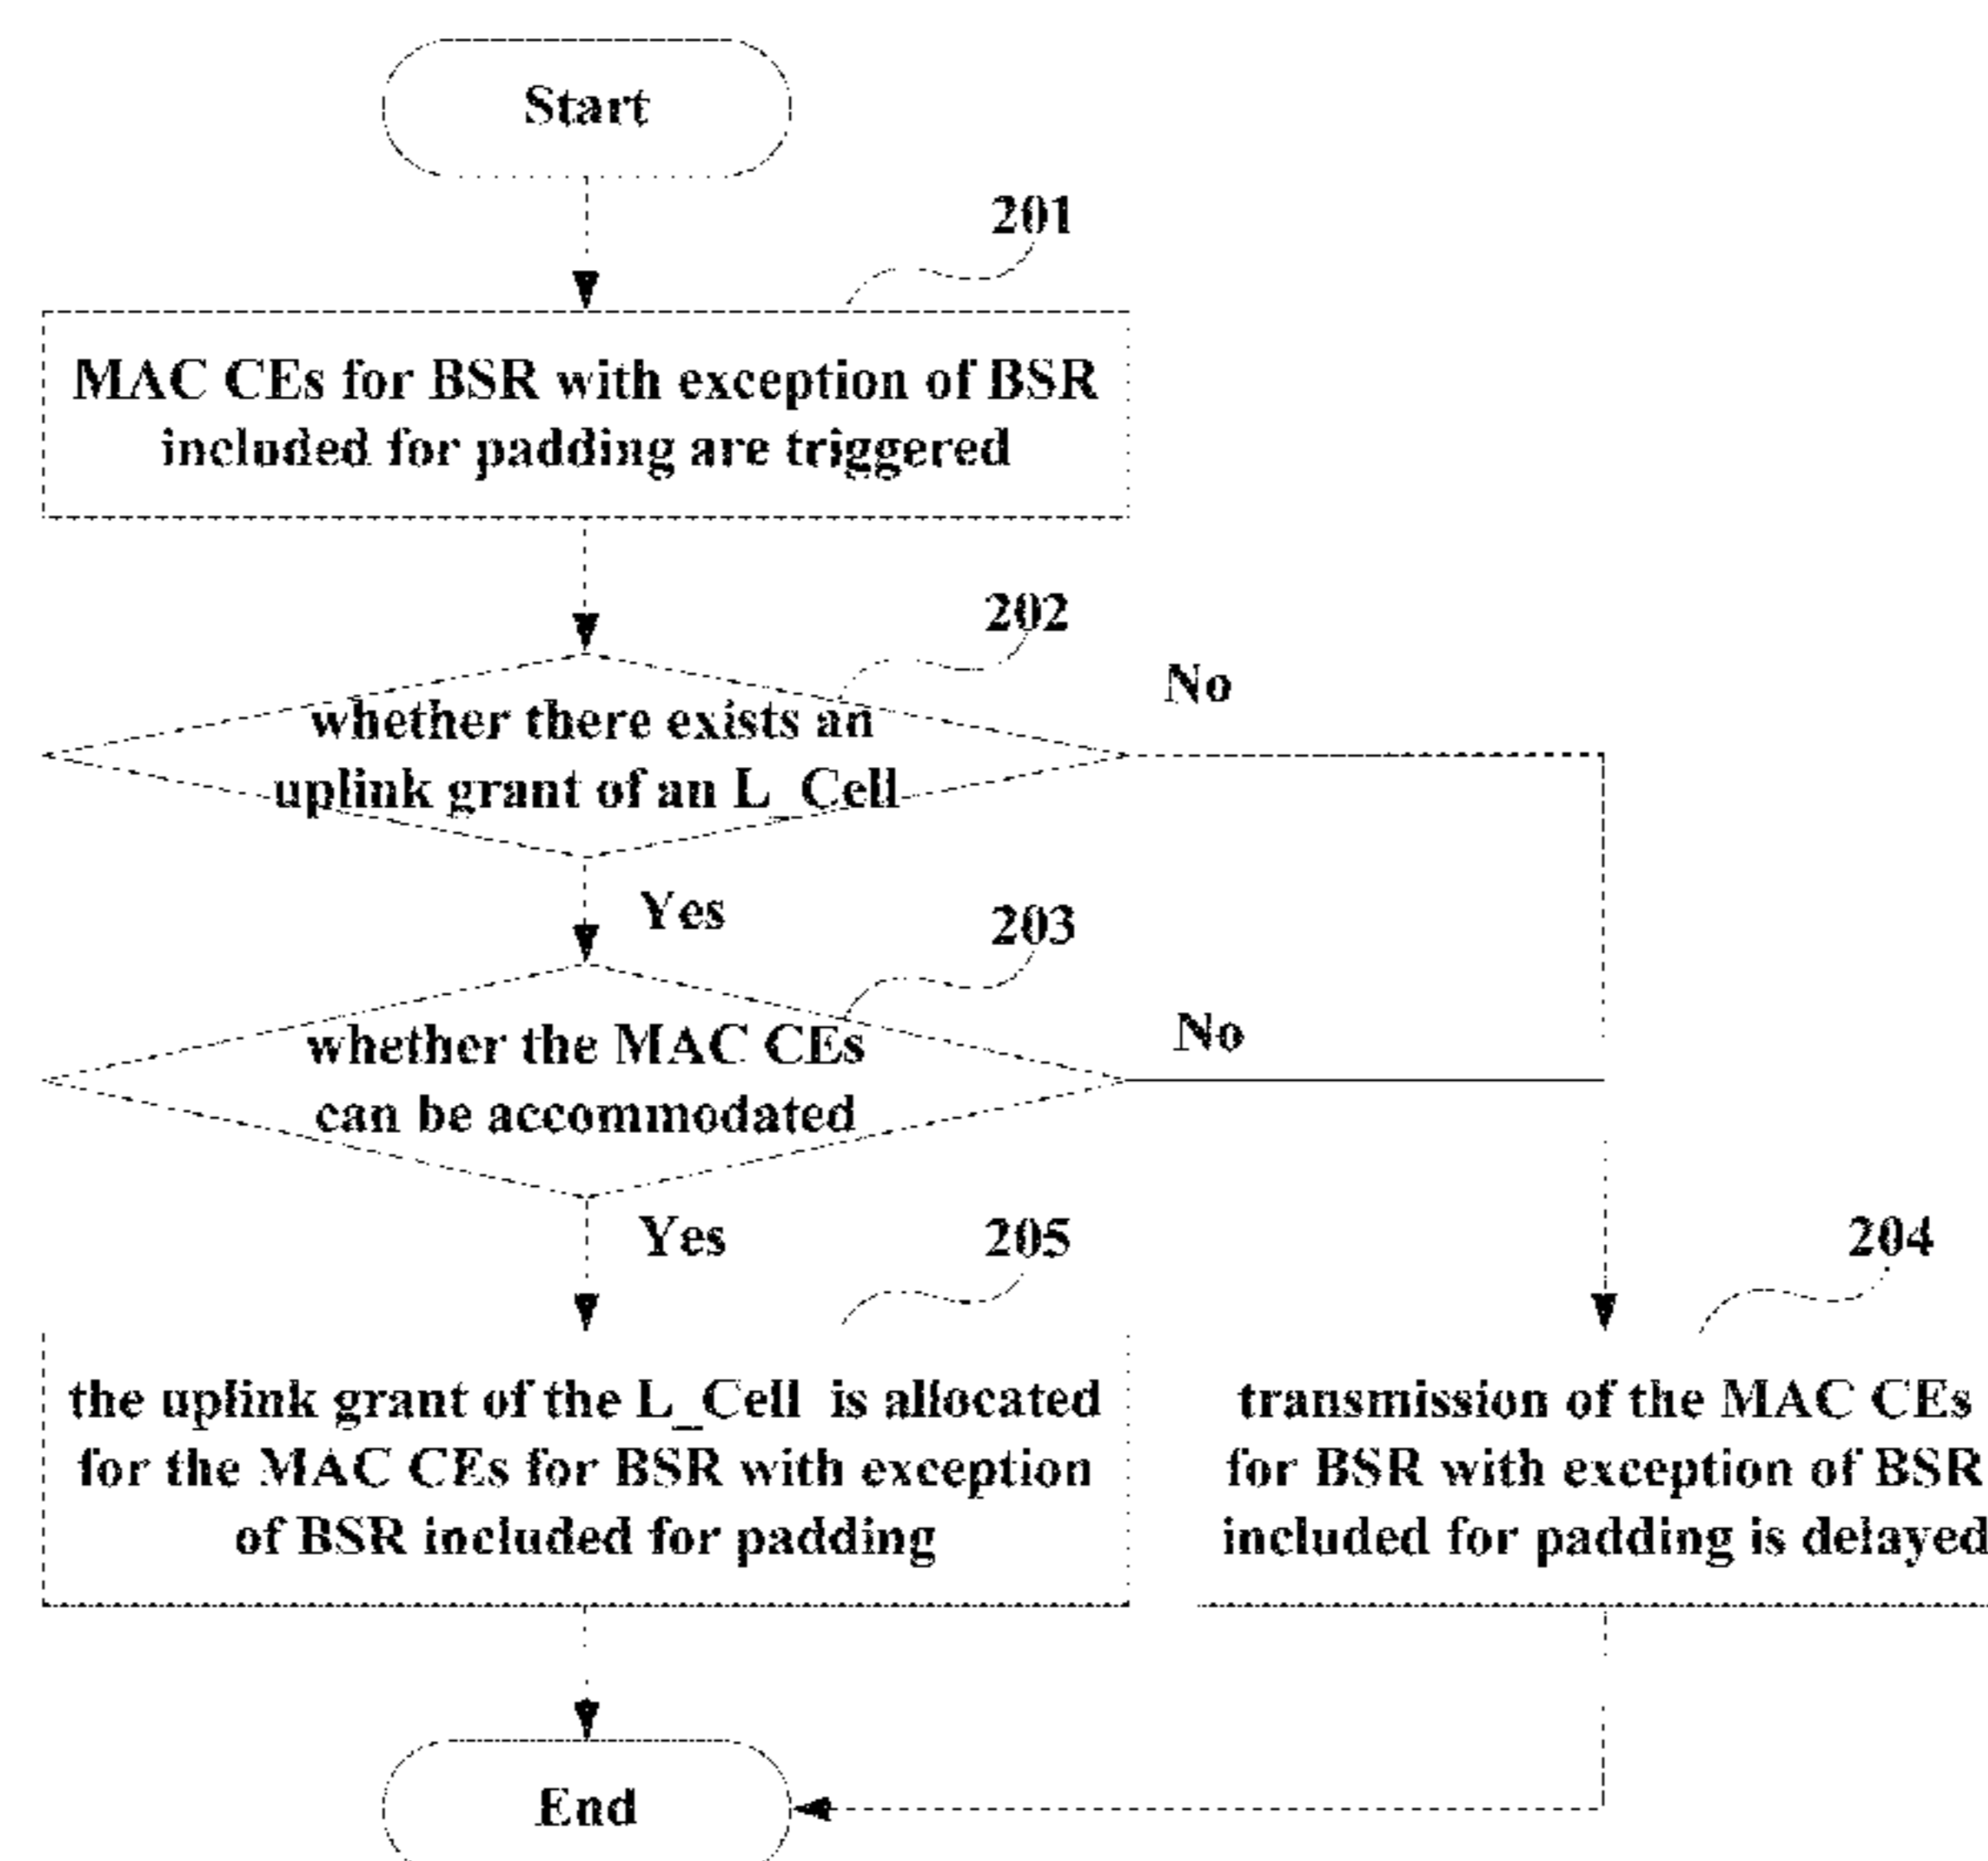 Start
201
MAC CEs for BSR with exception of BSR
included for padding are triggered
202
No
whether there exists an
uplink grant of an L_Cell
Yes
203
No
whether the MAC CEs
can be accommodated
Yes
205
204
the uplink grant of the L_Cell is allocated
for the MAC CEs for BSR with exception
of BSR included for padding
transmission of the MAC CEs
for BSR with exception of BSR
included for padding is delayed
End